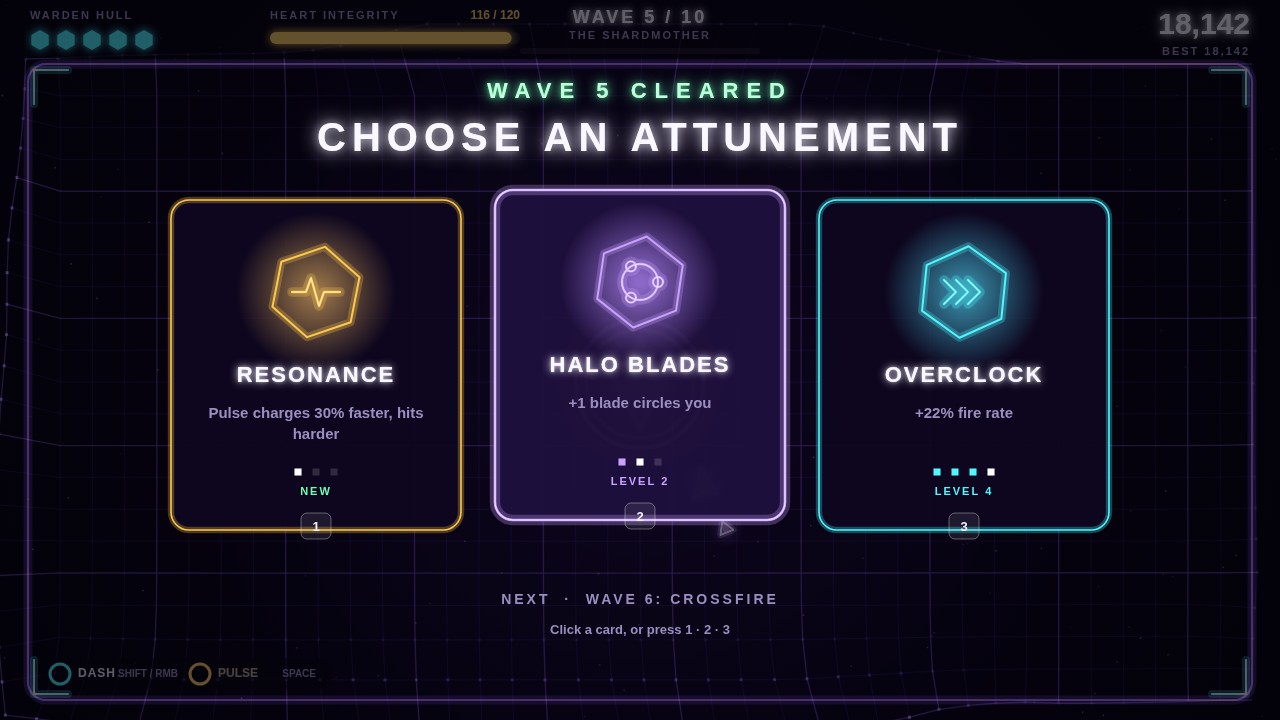 WARDEN HULL
HEART INTEGRITY 116 / 120
WAVE 5 / 10
THE SHARDMOTHER
18,142
BEST 18,142
WAVE 5 CLEARED
CHOOSE AN ATTUNEMENT
RESONANCE
Pulse charges 30% faster, hits
harder
NEW
1
HALO BLADES
+1 blade circles you
LEVEL 2
2
OVERCLOCK
+22% fire rate
LEVEL 4
3
NEXT · WAVE 6: CROSSFIRE
Click a card, or press 1 · 2 · 3
DASH SHIFT / RMB PULSE SPACE